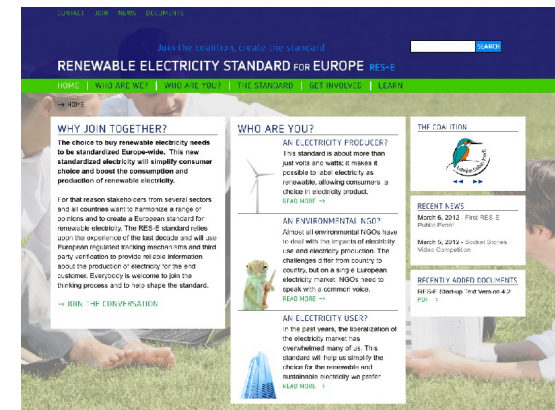 CONTACT JOIN NEWS DOCUMENTS
Join the coalition, create the standard
SEARCH
RENEWABLE ELECTRICITY STANDARD FOR EUROPE RES-E
HOME WHO ARE WE? WHO ARE YOU? THE STANDARD GET INVOLVED LEARN
→ HOME
WHY JOIN TOGETHER?
The choice to buy renewable electricity needs
to be standardized Europe-wide. This new
standardized electricity will simplify consumer
choice and boost the consumption and
production of renewable electricity.
For that reason stakeholders from several sectors
and all countries want to harmonize a range of
opinions and to create a European standard for
renewable electricity. The RES-E standard relies
upon the experience of the last decade and will use
European regulated thinking mechanisms and third
party verification to provide reliable information
about the production of electricity for the end
customer. Everybody is welcome to join the
thinking process and to help shape the standard.
→ JOIN THE CONVERSATION
WHO ARE YOU?
AN ELECTRICITY PRODUCER?
This standard is about more than
just volts and watts; it makes it
possible to label electricity as
renewable, allowing consumers a
choice in electricity product.
READ MORE →
AN ENVIRONMENTAL NGO?
Almost all environmental NGOs have
to deal with the impacts of electricity
use and electricity production. The
challenges differ from country to
country, but on a single European
electricity market, NGOs need to
speak with a common voice.
READ MORE →
AN ELECTRICITY USER?
In the past years, the liberalization of
the electricity market has
overwhelmed many of us. This
standard will help us simplify the
choice for the renewable and
sustainable electricity we prefer.
READ MORE →
THE COALITION
RECENT NEWS
March 6, 2012 - First RES-E
Public Event
March 5, 2012 - Socket Stories
Video Competition
RECENTLY ADDED DOCUMENTS
RES-E Start-up Text Version 4.2
PDF →